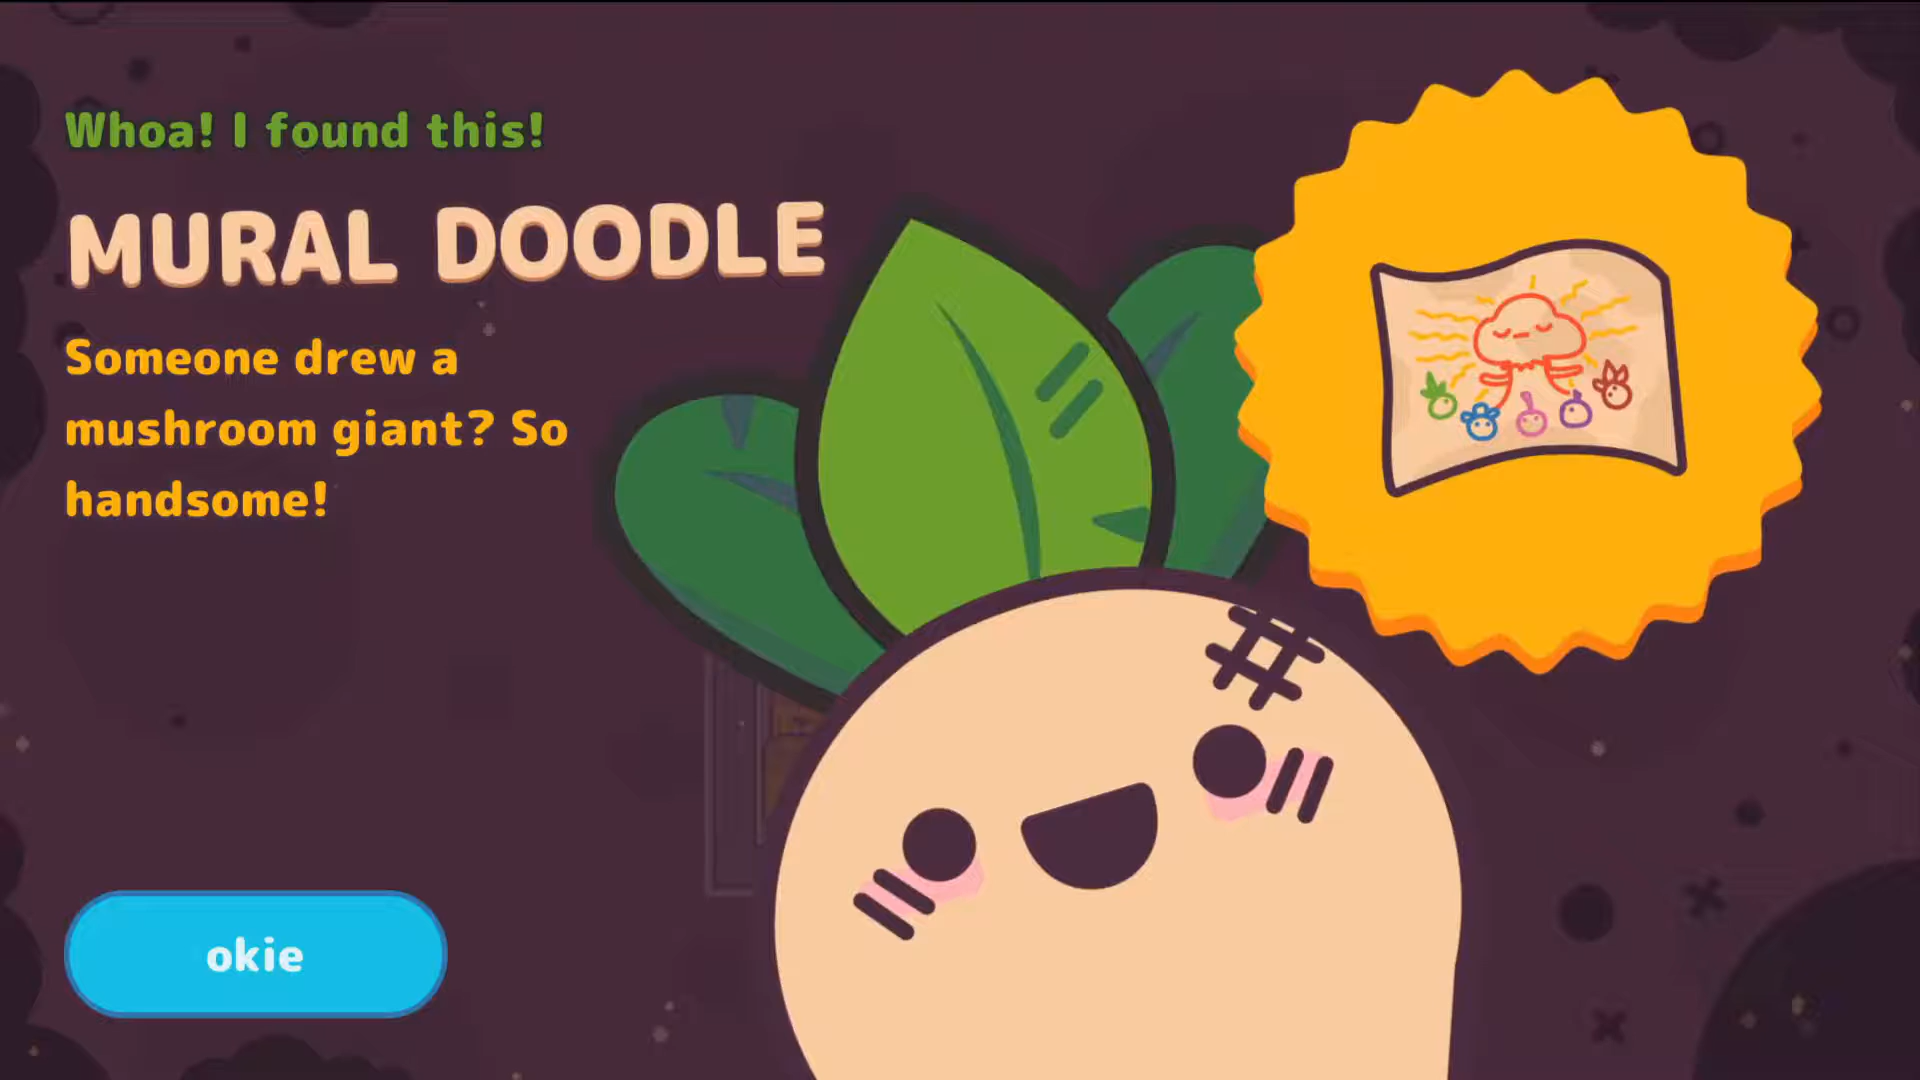 Whoa! I found this!
MURAL DOODLE
Someone drew a
mushroom giant? So
handsome!
okie